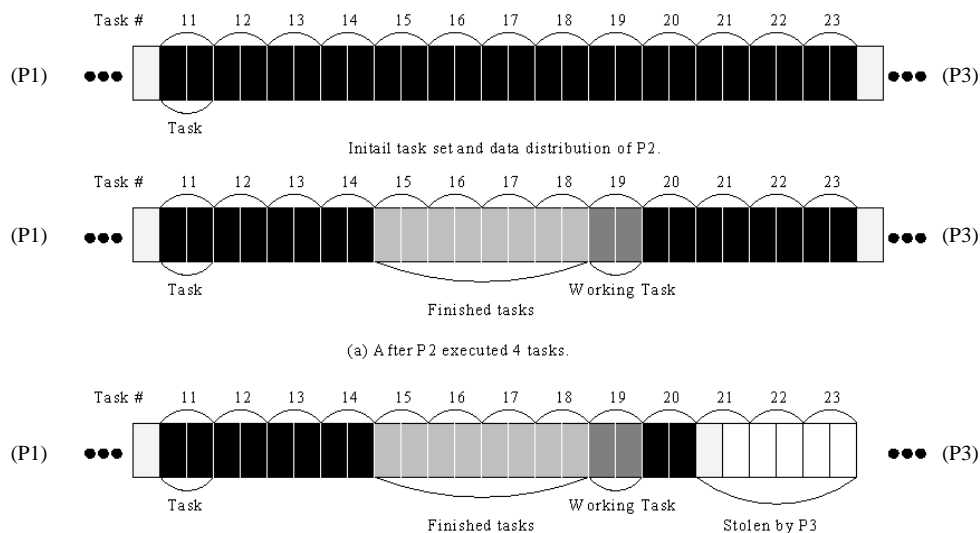 Task # 11 12 13 14 15 16 17 18 19 20 21 22 23
(P1) (P3)
Task
Initail task set and data distribution of P2.
Task # 11 12 13 14 15 16 17 18 19 20 21 22 23
(P1) (P3)
Task Working Task
Finished tasks
(a) After P2 executed 4 tasks.
Task # 11 12 13 14 15 16 17 18 19 20 21 22 23
(P1) (P3)
Task Working Task
Finished tasks Stolen by P3